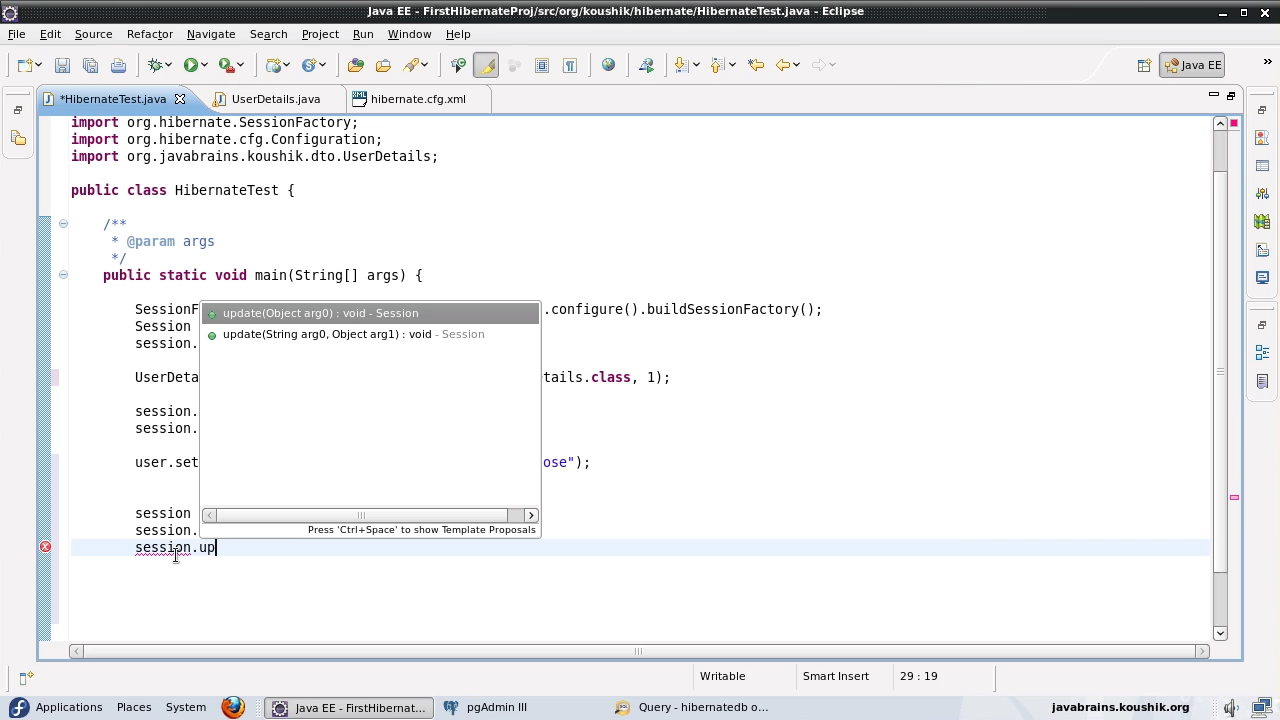 Java EE - FirstHibernateProj/src/org/koushik/hibernate/HibernateTest.java - Eclipse
File Edit Source Refactor Navigate Search Project Run Window Help
Java EE
*HibernateTest.java UserDetails.java hibernate.cfg.xml
import org.hibernate.SessionFactory;
import org.hibernate.cfg.Configuration;
import org.javabrains.koushik.dto.UserDetails;
public class HibernateTest {
/**
* @param args
*/
public static void main(String[] args) {
SessionF .configure().buildSessionFactory();
update(Object arg0) : void - Session
Session
update(String arg0, Object arg1) : void - Session
session.
UserDeta tails.class, 1);
session.
session.
user.set ose");
session
session.
Press 'Ctrl+Space' to show Template Proposals
session.up
Writable Smart Insert 29 : 19
Applications Places System Java EE - FirstHibernat... pgAdmin III Query - hibernatedb o... javabrains.koushik.org